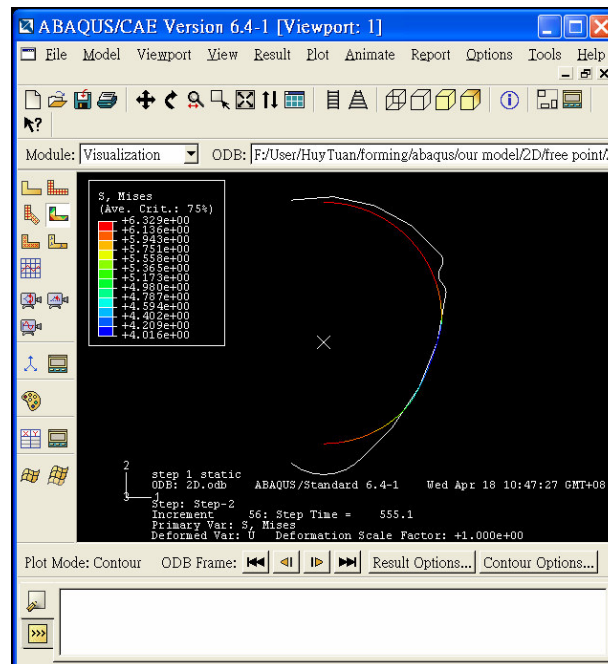 ABAQUS/CAE Version 6.4-1 [Viewport: 1]
File Model Viewport View Result Plot Animate Report Options Tools Help
Module: Visualization ODB: F:/User/HuyTuan/forming/abaqus/our model/2D/free point/
S, Mises
(Ave. Crit.: 75%)
+6.329e+00
+6.136e+00
+5.943e+00
+5.751e+00
+5.558e+00
+5.365e+00
+5.173e+00
+4.980e+00
+4.787e+00
+4.594e+00
+4.402e+00
+4.209e+00
+4.016e+00
2
3 1
step 1 static
ODB: 2D.odb ABAQUS/Standard 6.4-1 Wed Apr 18 10:47:27 GMT+08
Step: Step-2
Increment 56: Step Time = 555.1
Primary Var: S, Mises
Deformed Var: U Deformation Scale Factor: +1.000e+00
Plot Mode: Contour ODB Frame: Result Options... Contour Options...
>>>